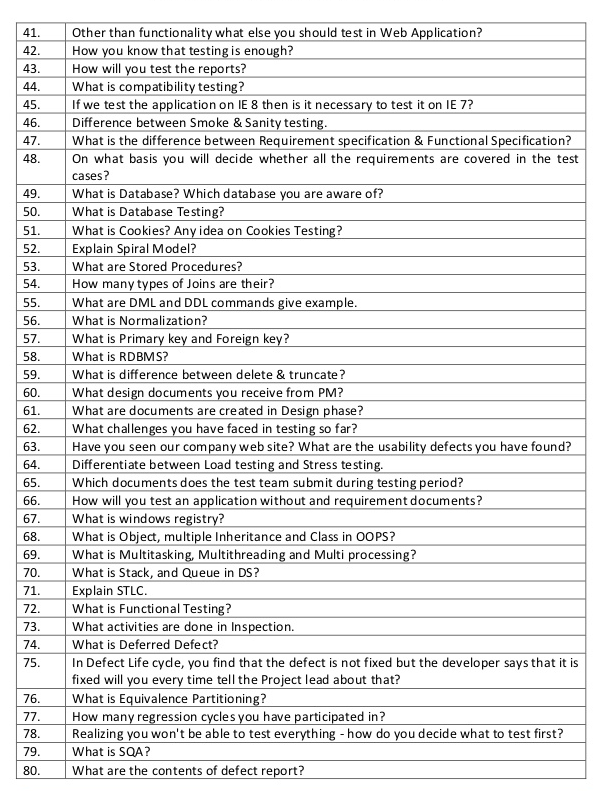 41. Other than functionality what else you should test in Web Application?
42. How you know that testing is enough?
43. How will you test the reports?
44. What is compatibility testing?
45. If we test the application on IE 8 then is it necessary to test it on IE 7?
46. Difference between Smoke & Sanity testing.
47. What is the difference between Requirement specification & Functional Specification?
48. On what basis you will decide whether all the requirements are covered in the test
cases?
49. What is Database? Which database you are aware of?
50. What is Database Testing?
51. What is Cookies? Any idea on Cookies Testing?
52. Explain Spiral Model?
53. What are Stored Procedures?
54. How many types of Joins are their?
55. What are DML and DDL commands give example.
56. What is Normalization?
57. What is Primary key and Foreign key?
58. What is RDBMS?
59. What is difference between delete & truncate?
60. What design documents you receive from PM?
61. What are documents are created in Design phase?
62. What challenges you have faced in testing so far?
63. Have you seen our company web site? What are the usability defects you have found?
64. Differentiate between Load testing and Stress testing.
65. Which documents does the test team submit during testing period?
66. How will you test an application without and requirement documents?
67. What is windows registry?
68. What is Object, multiple Inheritance and Class in OOPS?
69. What is Multitasking, Multithreading and Multi processing?
70. What is Stack, and Queue in DS?
71. Explain STLC.
72. What is Functional Testing?
73. What activities are done in Inspection.
74. What is Deferred Defect?
75. In Defect Life cycle, you find that the defect is not fixed but the developer says that it is
fixed will you every time tell the Project lead about that?
76. What is Equivalence Partitioning?
77. How many regression cycles you have participated in?
78. Realizing you won't be able to test everything - how do you decide what to test first?
79. What is SQA?
80. What are the contents of defect report?